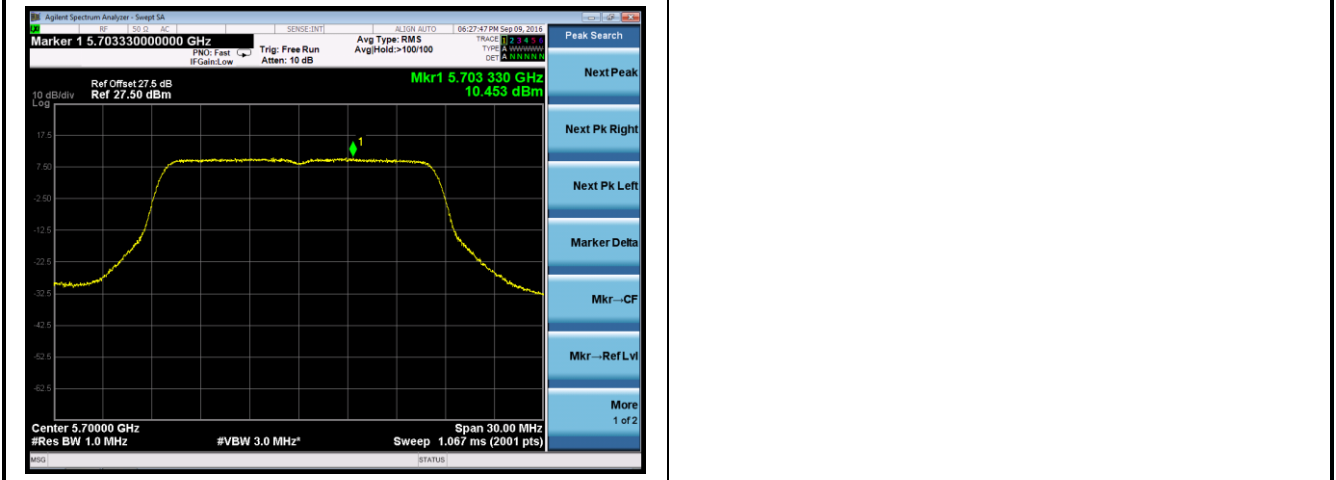 Agilent Spectrum Analyzer - Swept SA
RF 50 Ω AC SENSE:INT ALIGN AUTO 06:27:47 PM Sep 09, 2016
Marker 1 5.703330000000 GHz
PNO: Fast
IFGain:Low
Trig: Free Run
Atten: 10 dB
Avg Type: RMS
Avg|Hold:>100/100
TRACE 1 2 3 4 5 6
TYPE A WWWWW
DET A N N N N N
Peak Search
Ref Offset 27.5 dB
Ref 27.50 dBm
10 dB/div
Log
Mkr1 5.703 330 GHz
10.453 dBm
1
17.5
7.50
-2.50
-12.5
-22.5
-32.5
-42.5
-52.5
-62.5
Center 5.70000 GHz
#Res BW 1.0 MHz
#VBW 3.0 MHz*
Span 30.00 MHz
Sweep 1.067 ms (2001 pts)
MSG STATUS
Next Peak
Next Pk Right
Next Pk Left
Marker Delta
Mkr→CF
Mkr→Ref Lvl
More
1 of 2